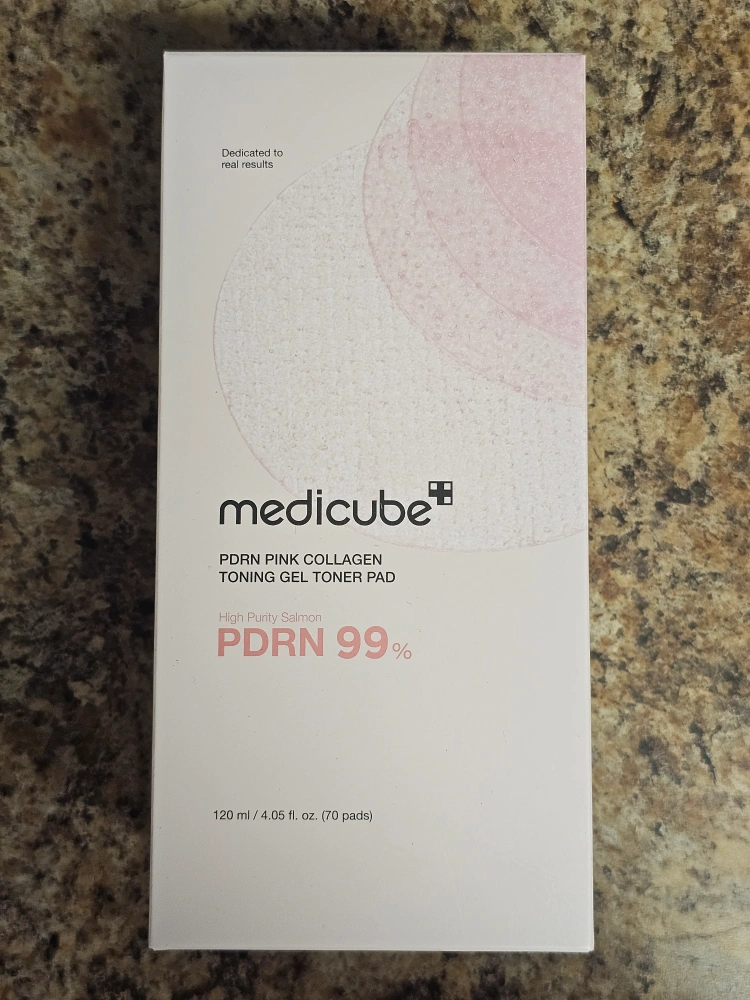 Dedicated to
real results
medicube
PDRN PINK COLLAGEN
TONING GEL TONER PAD
High Purity Salmon
PDRN 99%
120 ml / 4.05 fl. oz. (70 pads)